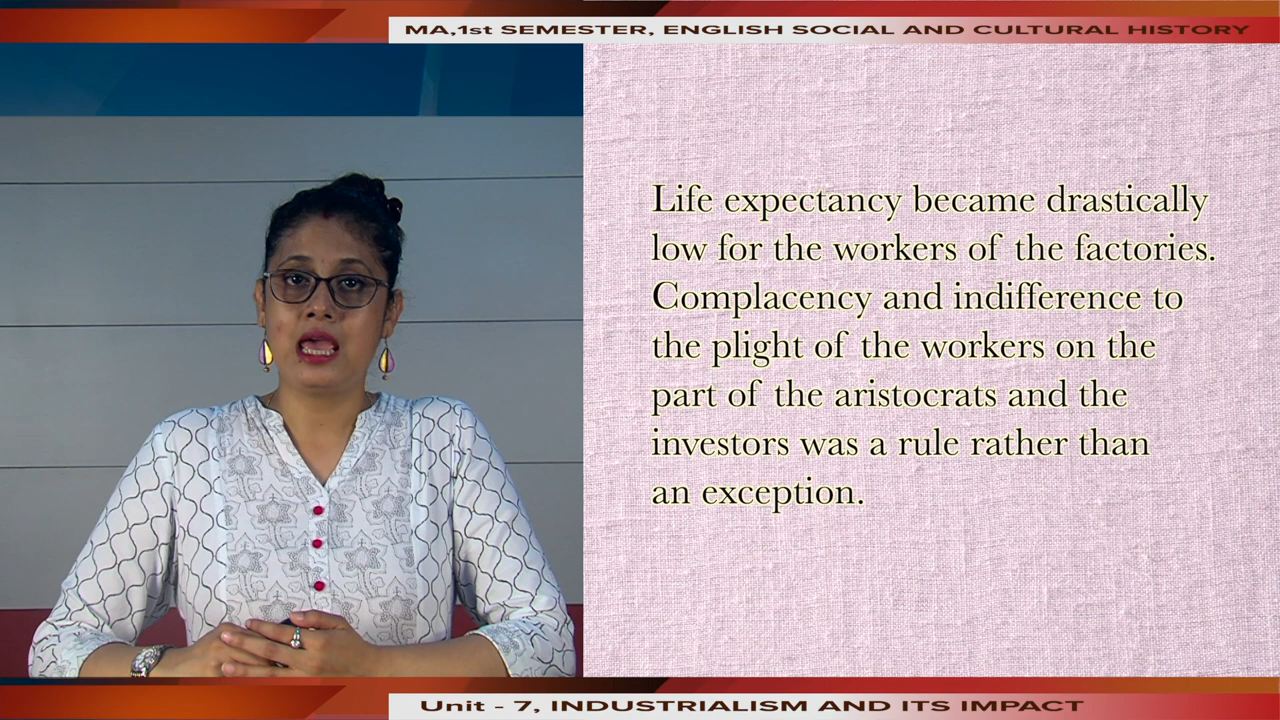 MA,1st SEMESTER, ENGLISH SOCIAL AND CULTURAL HISTORY
Life expectancy became drastically
low for the workers of the factories.
Complacency and indifference to
the plight of the workers on the
part of the aristocrats and the
investors was a rule rather than
an exception.
Unit - 7, INDUSTRIALISM AND ITS IMPACT